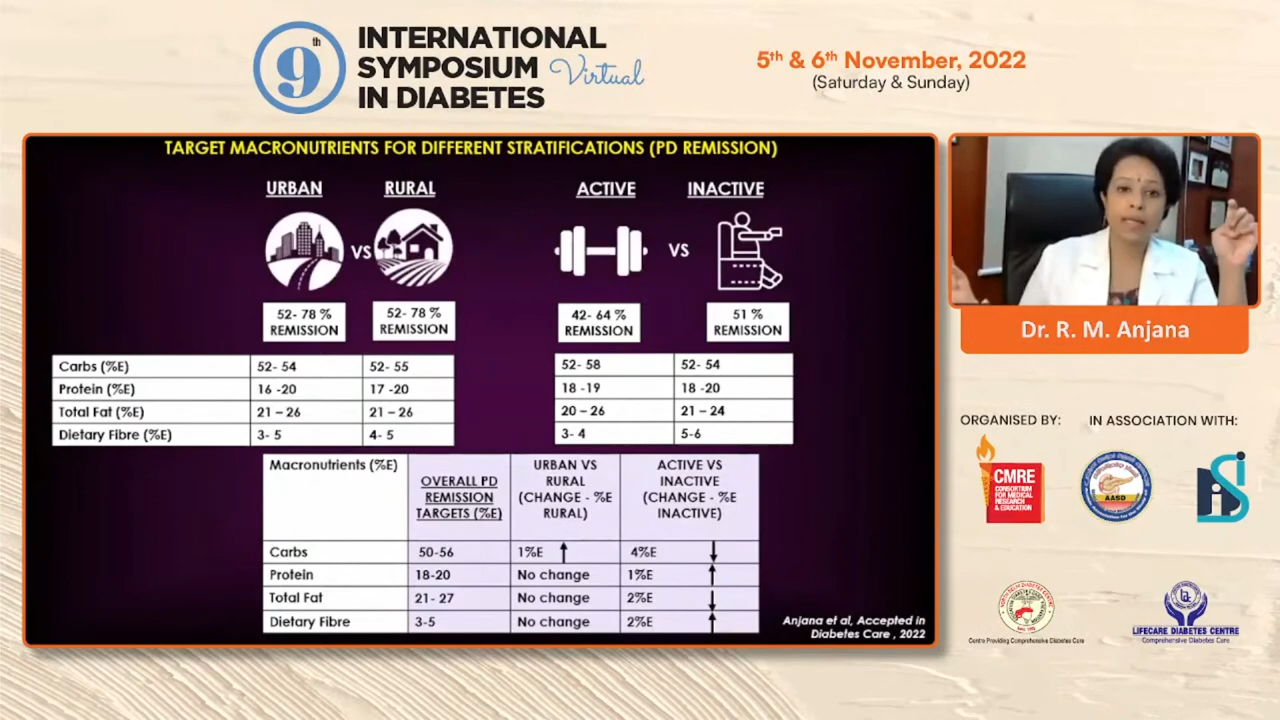 9th
INTERNATIONAL
SYMPOSIUM Virtual
IN DIABETES
5th & 6th November, 2022
(Saturday & Sunday)
TARGET MACRONUTRIENTS FOR DIFFERENT STRATIFICATIONS (PD REMISSION)
URBAN RURAL ACTIVE INACTIVE
VS VS
52- 78 % REMISSION
52- 78 % REMISSION
42- 64 % REMISSION
51 % REMISSION
Carbs (%E) 52- 54 52- 55 52- 58 52- 54
Protein (%E) 16 -20 17 -20 18 -19 18 -20
Total Fat (%E) 21 – 26 21 – 26 20 – 26 21 – 24
Dietary Fibre (%E) 3- 5 4- 5 3- 4 5-6
Macronutrients (%E)
OVERALL PD REMISSION TARGETS (%E)
URBAN VS RURAL (CHANGE - %E RURAL)
ACTIVE VS INACTIVE (CHANGE - %E INACTIVE)
Carbs 50-56 1%E ↑ 4%E ↓
Protein 18-20 No change 1%E ↑
Total Fat 21- 27 No change 2%E ↓
Dietary Fibre 3-5 No change 2%E ↑
Anjana et al, Accepted in
Diabetes Care , 2022
Dr. R. M. Anjana
ORGANISED BY: IN ASSOCIATION WITH:
CMRE
CONSORTIUM
FOR MEDICAL
RESEARCH
& EDUCATION
AASD
Centre Providing Comprehensive Diabetes Care
LIFECARE DIABETES CENTRE
Comprehensive Diabetes Care